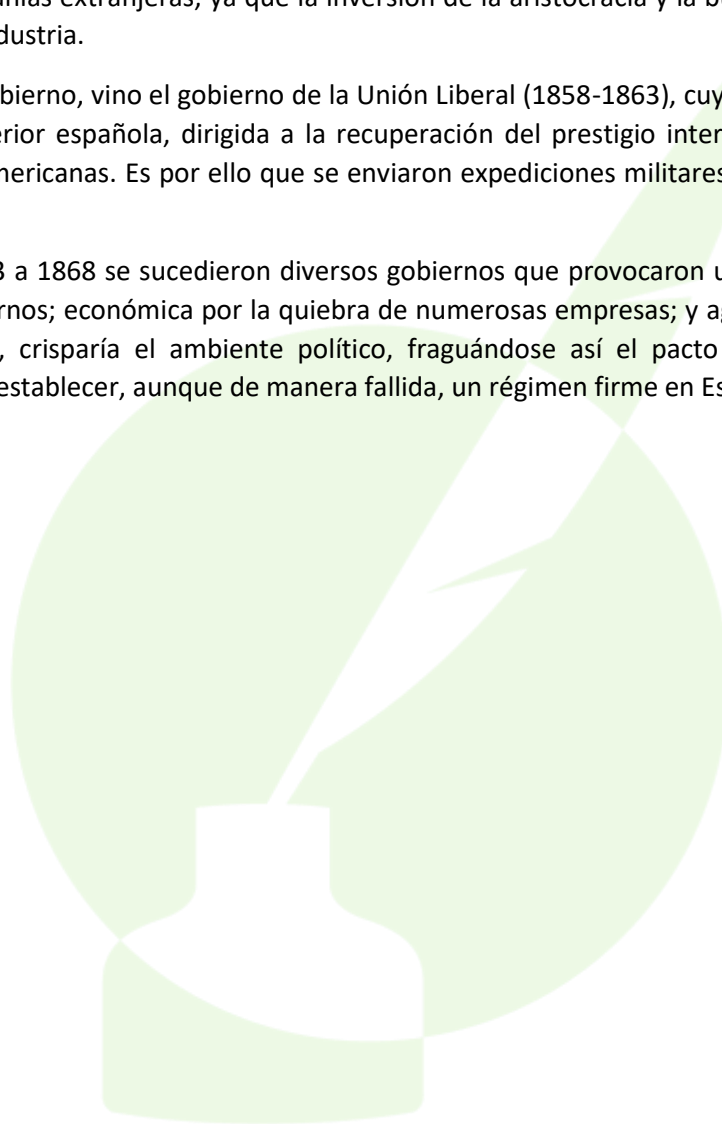 extranjeras, ya que la inversión de la aristocracia y la
dustria.
bierno, vino el gobierno de la Unión Liberal (1858-1863), cuy
erior española, dirigida a la recuperación del prestigio inter
mericanas. Es por ello que se enviaron expediciones militares
a 1868 se sucedieron diversos gobiernos que provocaron u
rnos; económica por la quiebra de numerosas empresas; y a
, crisparía el ambiente político, fraguándose así el pacto
establecer, aunque de manera fallida, un régimen firme en Es